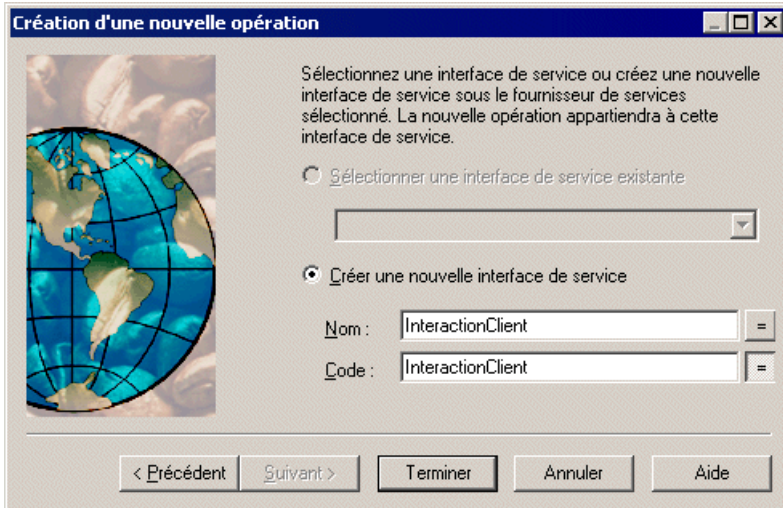 Création d'une nouvelle opération
Sélectionnez une interface de service ou créez une nouvelle
interface de service sous le fournisseur de services
sélectionné. La nouvelle opération appartiendra à cette
interface de service.
Sélectionner une interface de service existante
Créer une nouvelle interface de service
Nom : InteractionClient =
Code : InteractionClient =
< Précédent Suivant > Terminer Annuler Aide